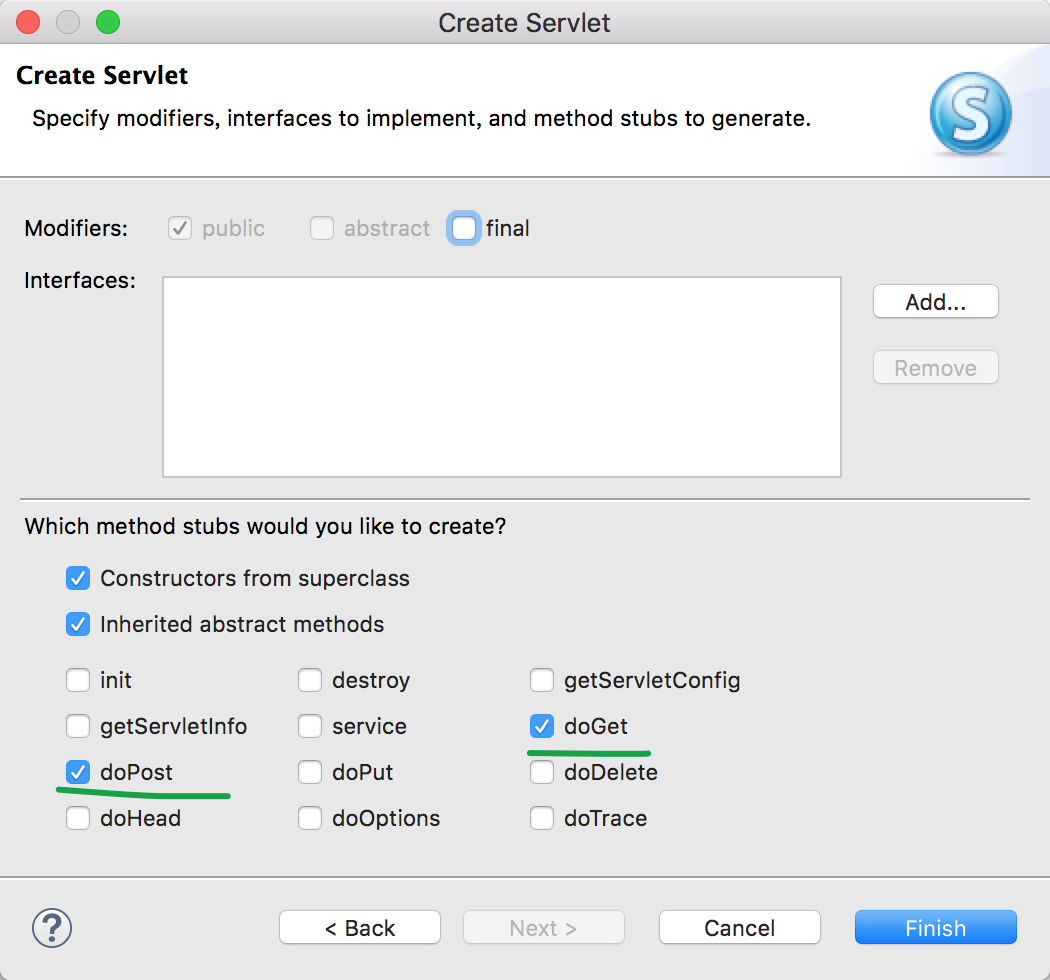 Create Servlet
Create Servlet
Specify modifiers, interfaces to implement, and method stubs to generate.
S
Modifiers: public abstract final
Interfaces:
Add...
Remove
Which method stubs would you like to create?
Constructors from superclass
Inherited abstract methods
init destroy getServletConfig
getServletInfo service doGet
doPost doPut doDelete
doHead doOptions doTrace
? < Back Next > Cancel Finish